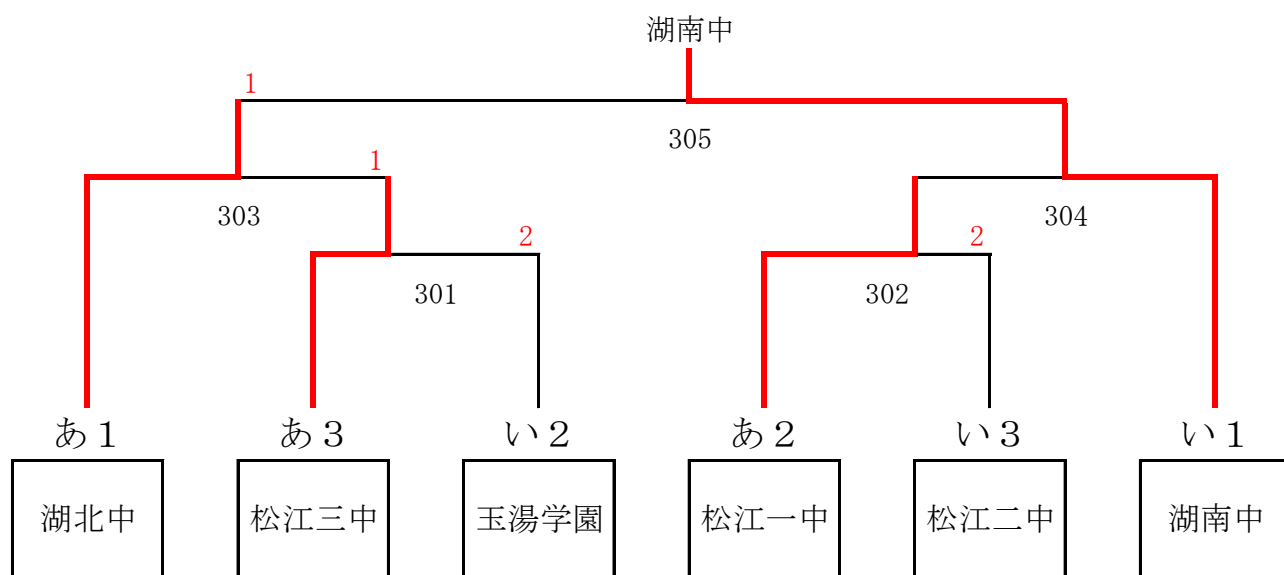 湖南中
1
305
1
303
304
2
2
301
302
あ１
あ３
い２
あ２
い３
い１
湖北中
松江三中
玉湯学園
松江一中
松江二中
湖南中